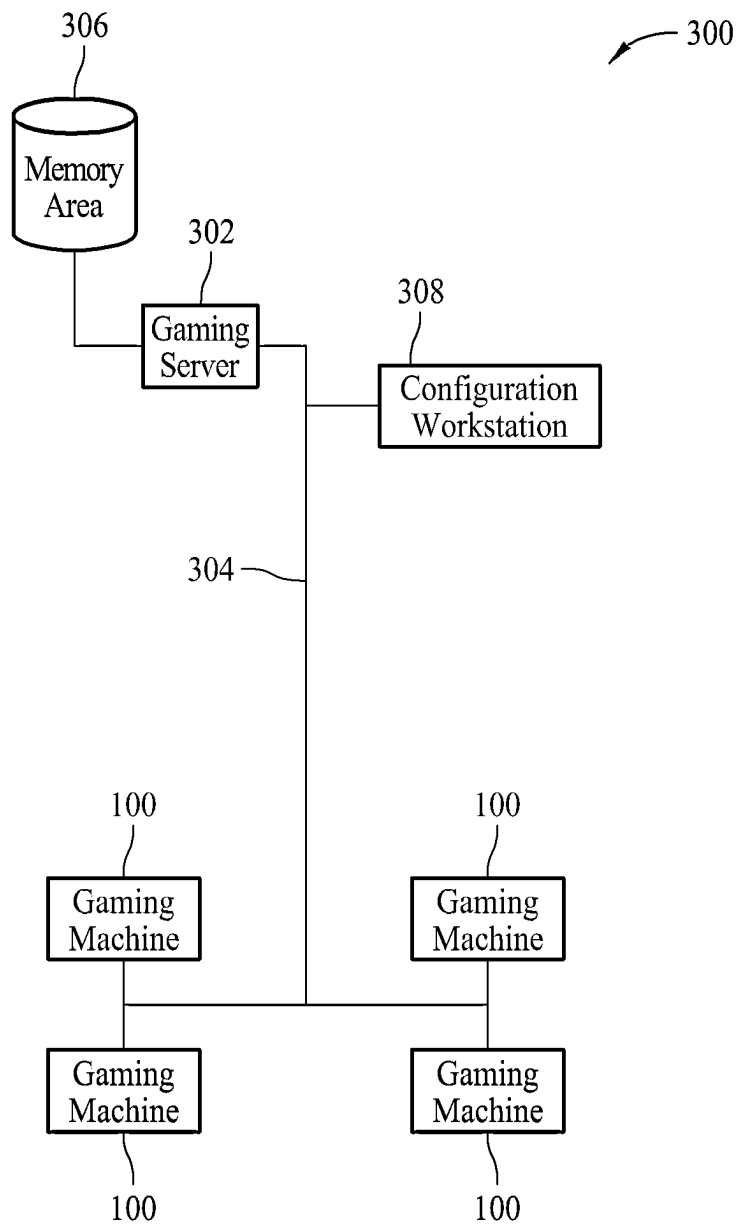 306
300
Memory
Area
302
Gaming
Server
308
Configuration
Workstation
304
100
100
Gaming
Machine
Gaming
Machine
Gaming
Machine
Gaming
Machine
100
100